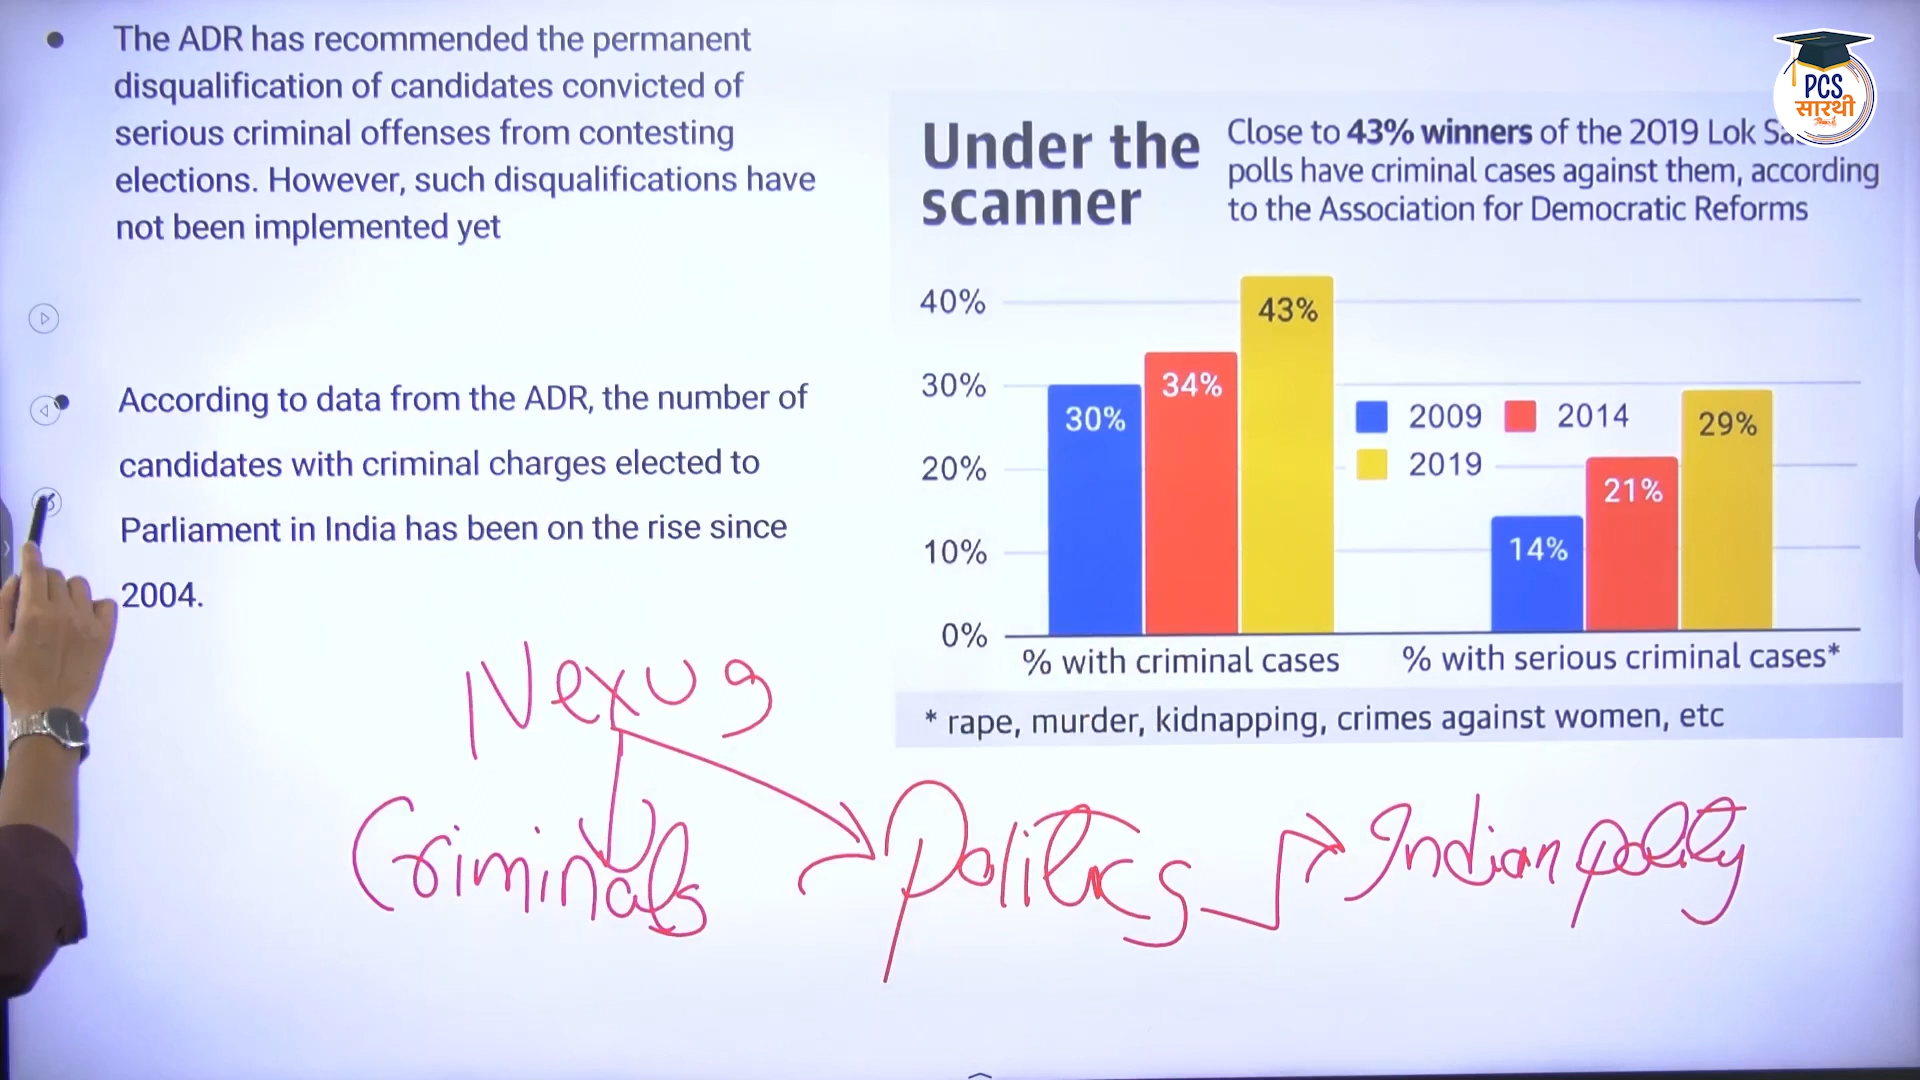 The ADR has recommended the permanent
disqualification of candidates convicted of
serious criminal offenses from contesting
elections. However, such disqualifications have
not been implemented yet
According to data from the ADR, the number of
candidates with criminal charges elected to
Parliament in India has been on the rise since
2004.
PCS
सारथी
Under the
scanner
Close to 43% winners of the 2019 Lok Sa
polls have criminal cases against them, according
to the Association for Democratic Reforms
40%
30%
20%
10%
0%
30%
34%
43%
14%
21%
29%
2009
2014
2019
% with criminal cases
% with serious criminal cases*
* rape, murder, kidnapping, crimes against women, etc
Nexus
Criminals
Politics
Indian polity